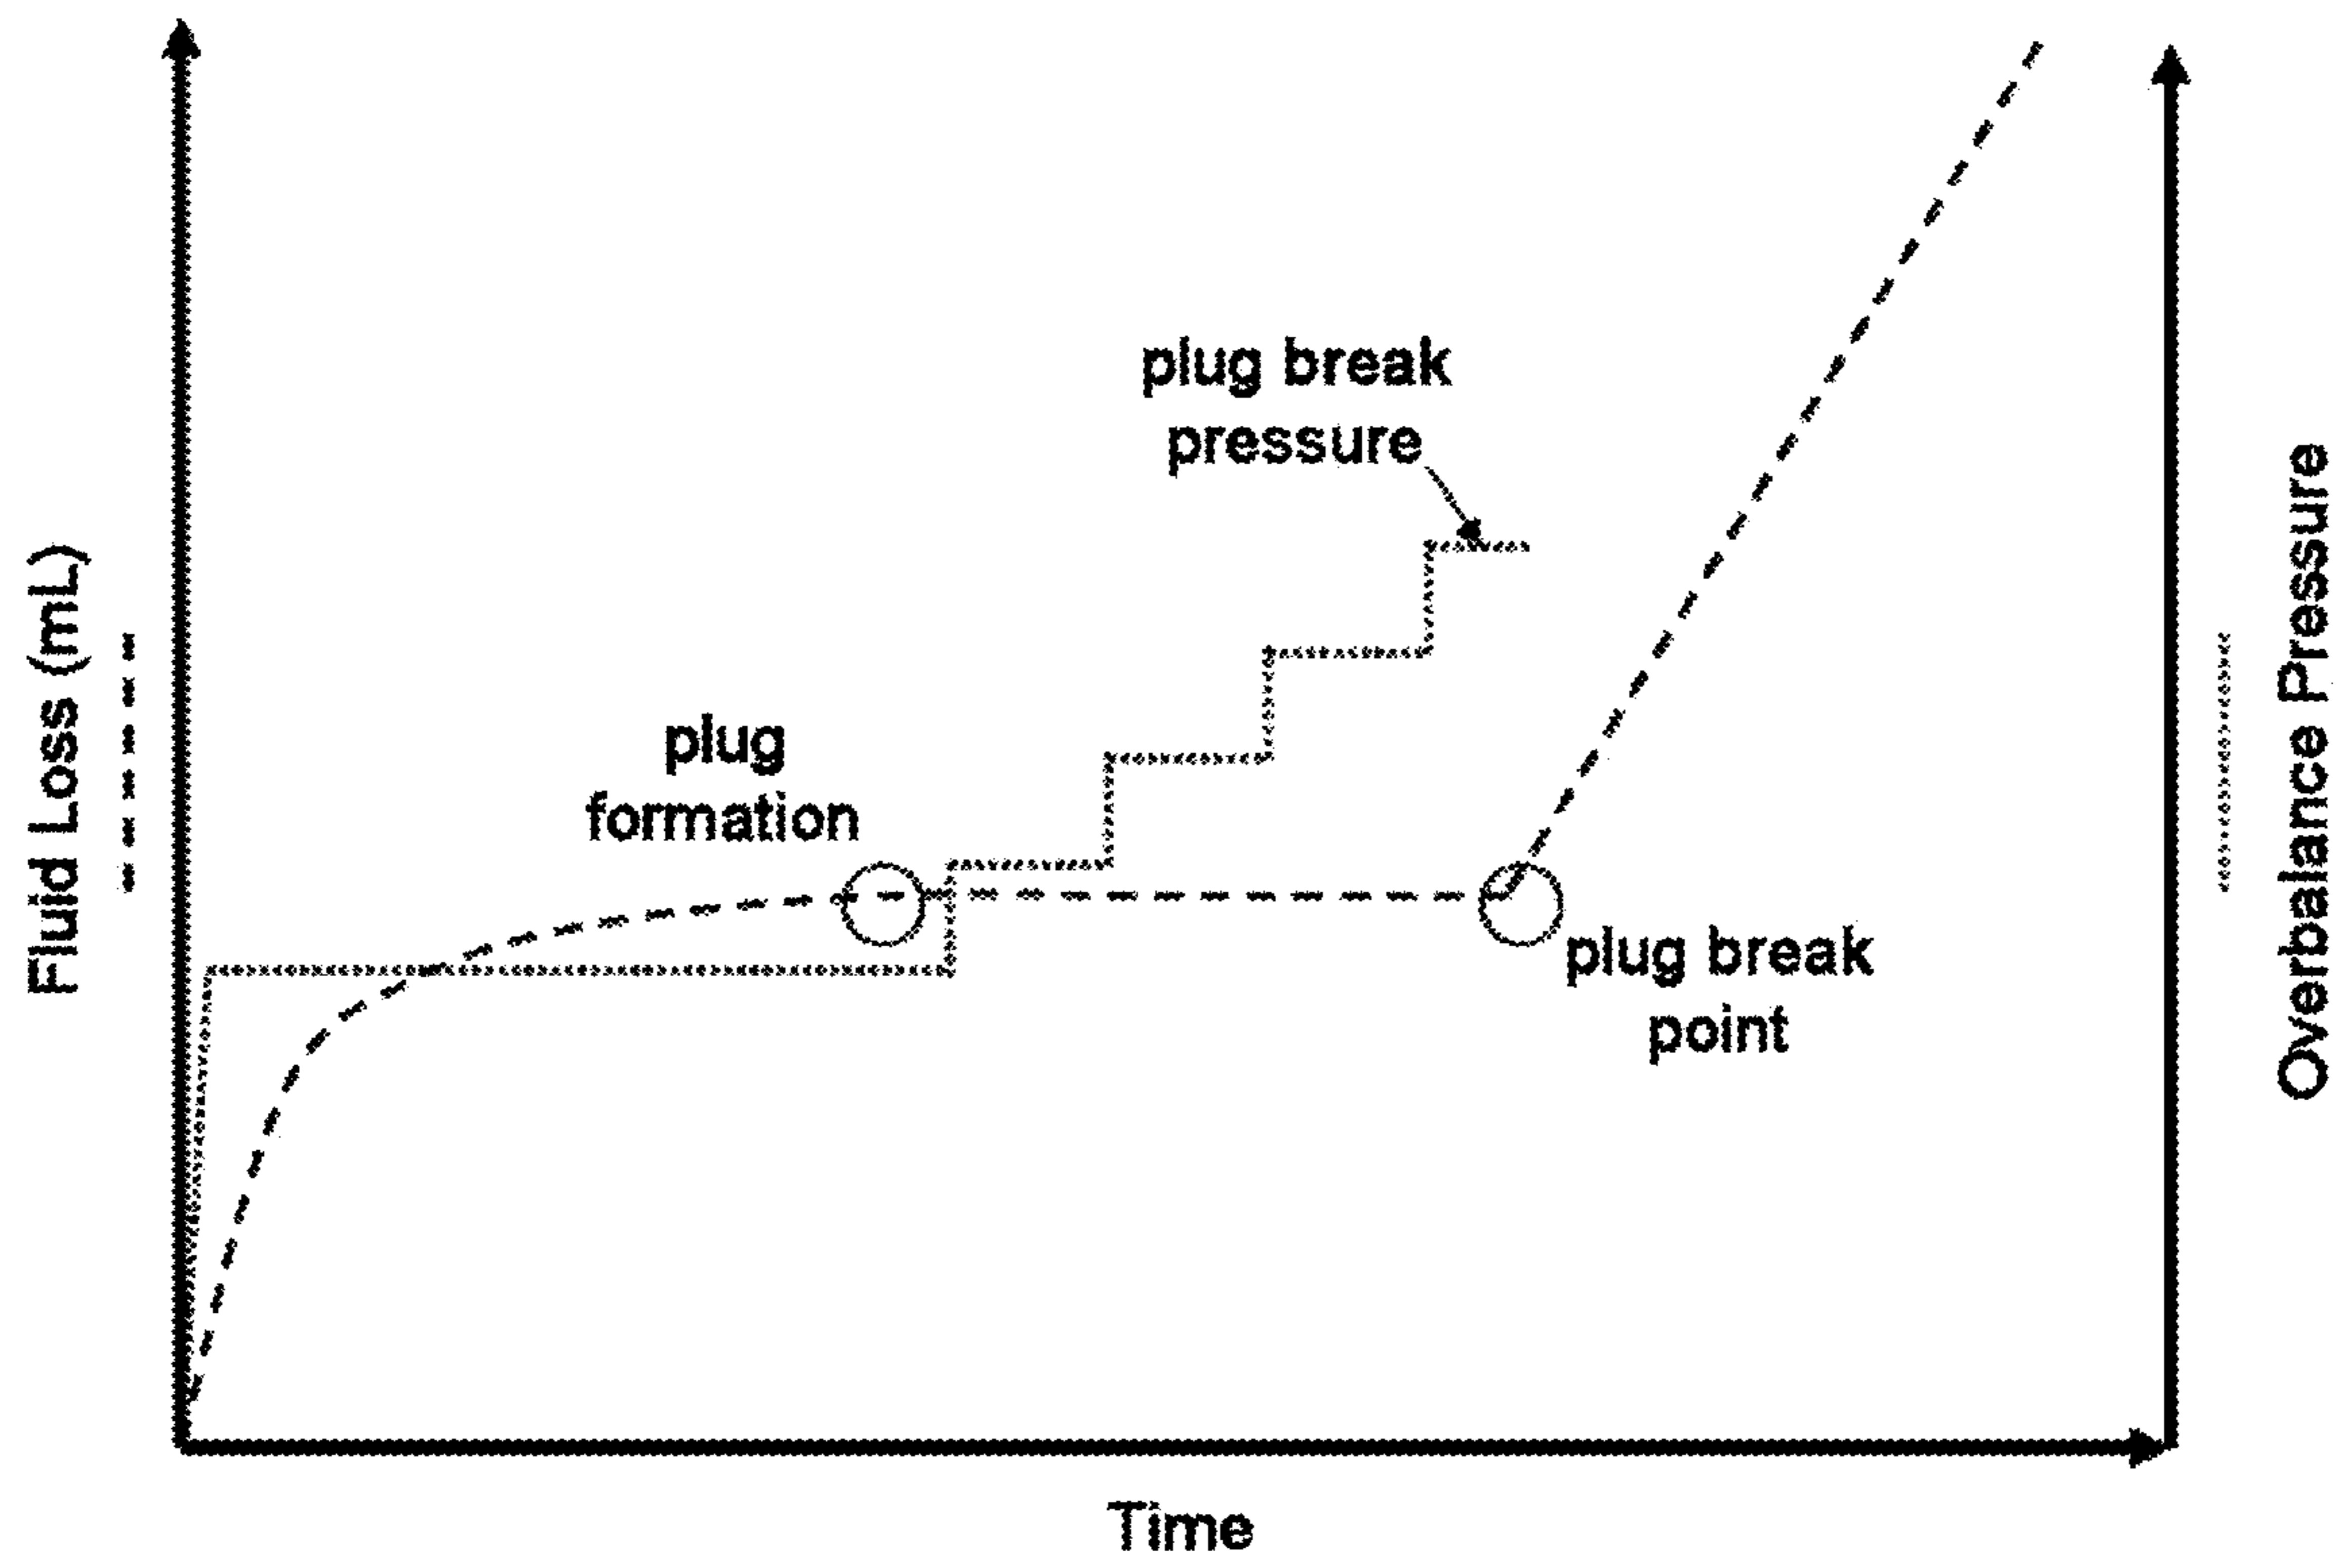 Fluid Loss (mL)
plug break
pressure
plug
formation
plug break
point
Overbalance Pressure
Time